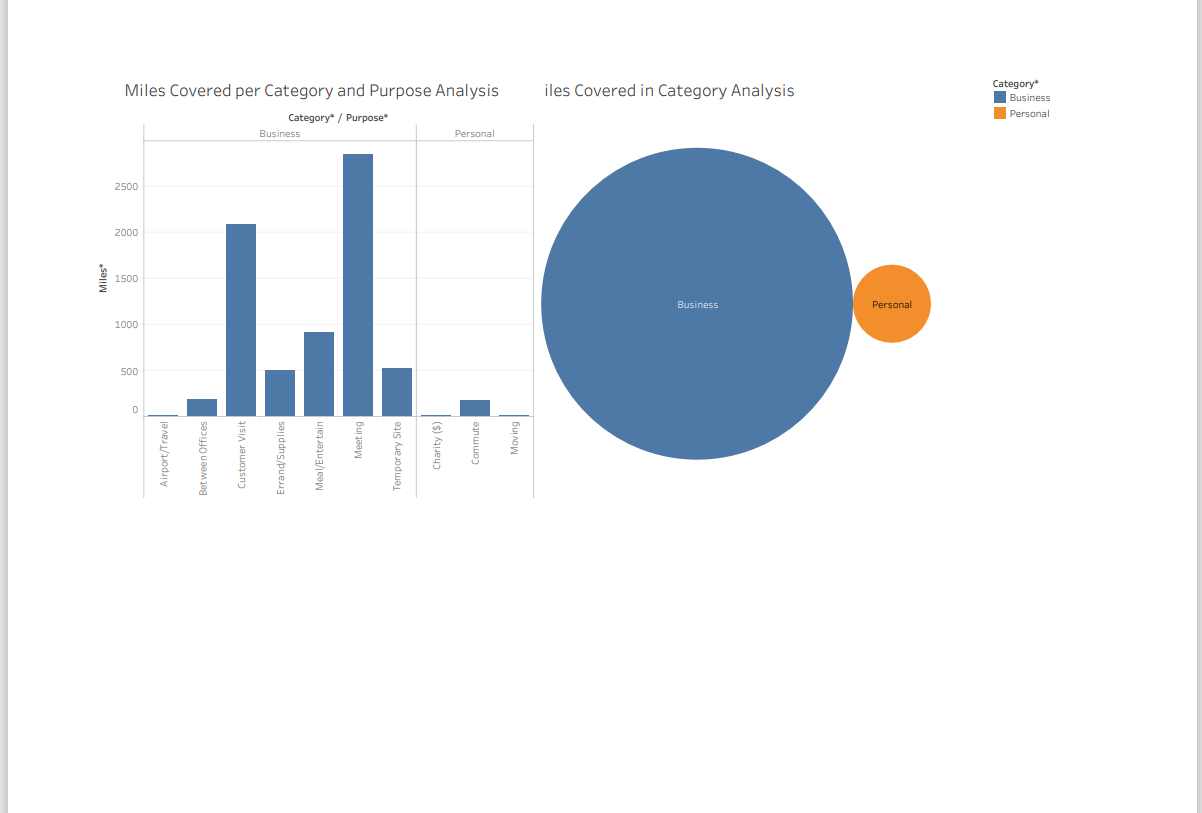 Miles Covered per Category and Purpose Analysis
Category* / Purpose*
Business
Personal
Miles*
2500
2000
1500
1000
500
0
Airport/Travel
Between Offices
Customer Visit
Errand/Supplies
Meal/Entertain
Meeting
Temporary Site
Charity ($)
Commute
Moving
iles Covered in Category Analysis
Business
Personal
Category*
Business
Personal